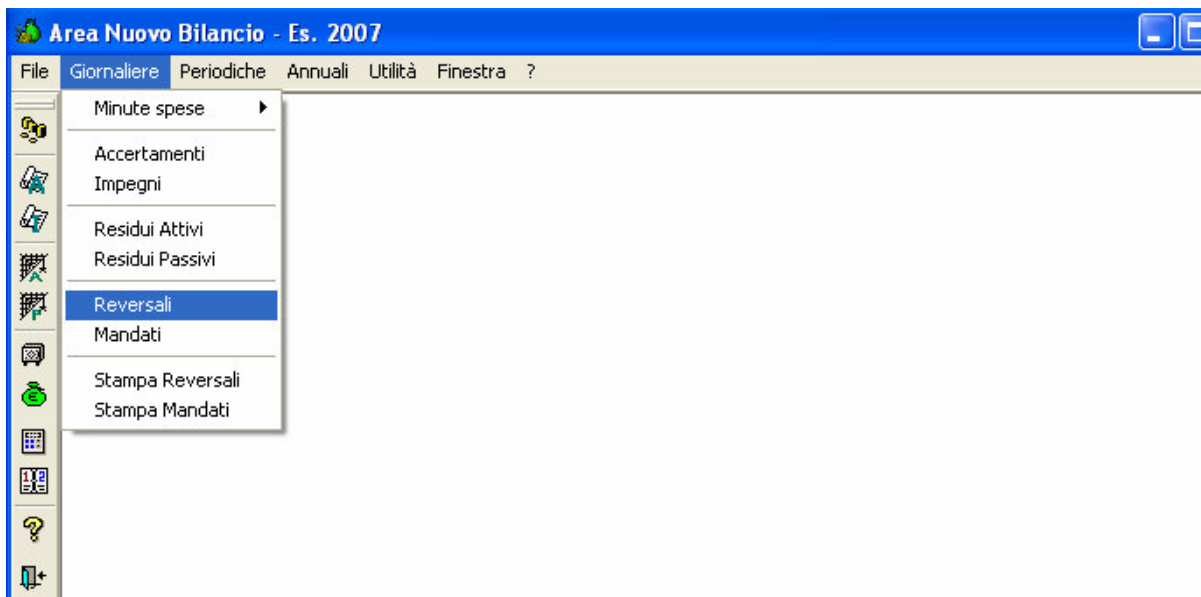 Area Nuovo Bilancio - Es. 2007
File Giornaliere Periodiche Annuali Utilità Finestra ?
Minute spese
Accertamenti
Impegni
Residui Attivi
Residui Passivi
Reversali
Mandati
Stampa Reversali
Stampa Mandati